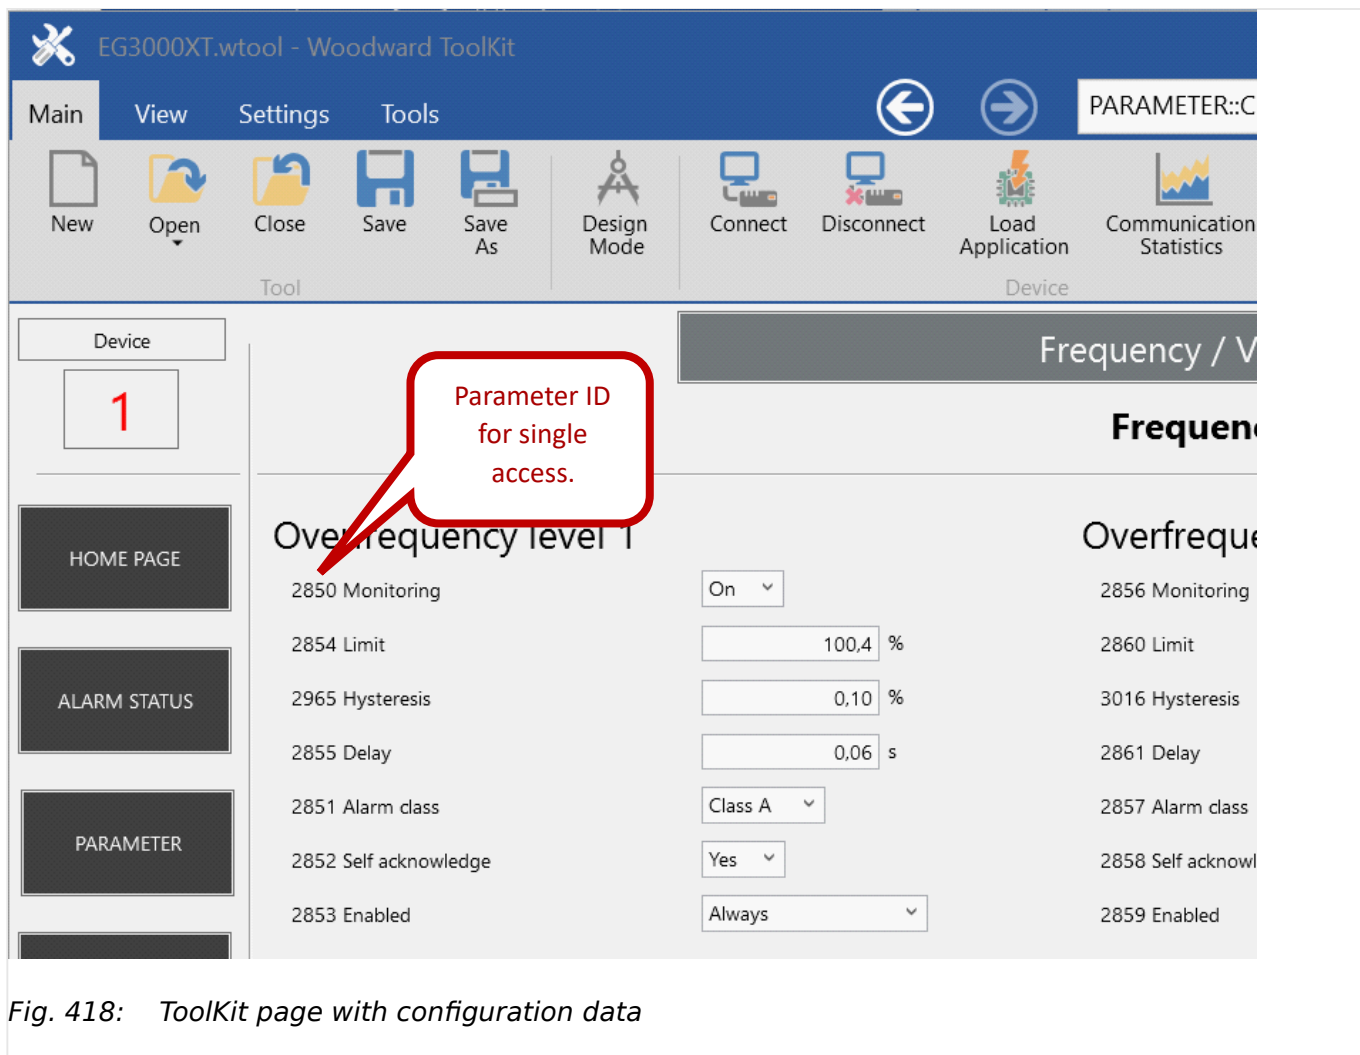 EG3000XT.wtool - Woodward ToolKit
Main View Settings Tools
PARAMETER::C
New Open Close Save Save As Design Mode Connect Disconnect Load Application Communication Statistics
Tool Device
Device
1
Frequency / V
Parameter ID
for single
access.
Frequen
HOME PAGE
ALARM STATUS
PARAMETER
Overfrequency level 1
2850 Monitoring On
2854 Limit 100,4 %
2965 Hysteresis 0,10 %
2855 Delay 0,06 s
2851 Alarm class Class A
2852 Self acknowledge Yes
2853 Enabled Always
Overfreque
2856 Monitoring
2860 Limit
3016 Hysteresis
2861 Delay
2857 Alarm class
2858 Self acknowl
2859 Enabled
Fig. 418: ToolKit page with configuration data